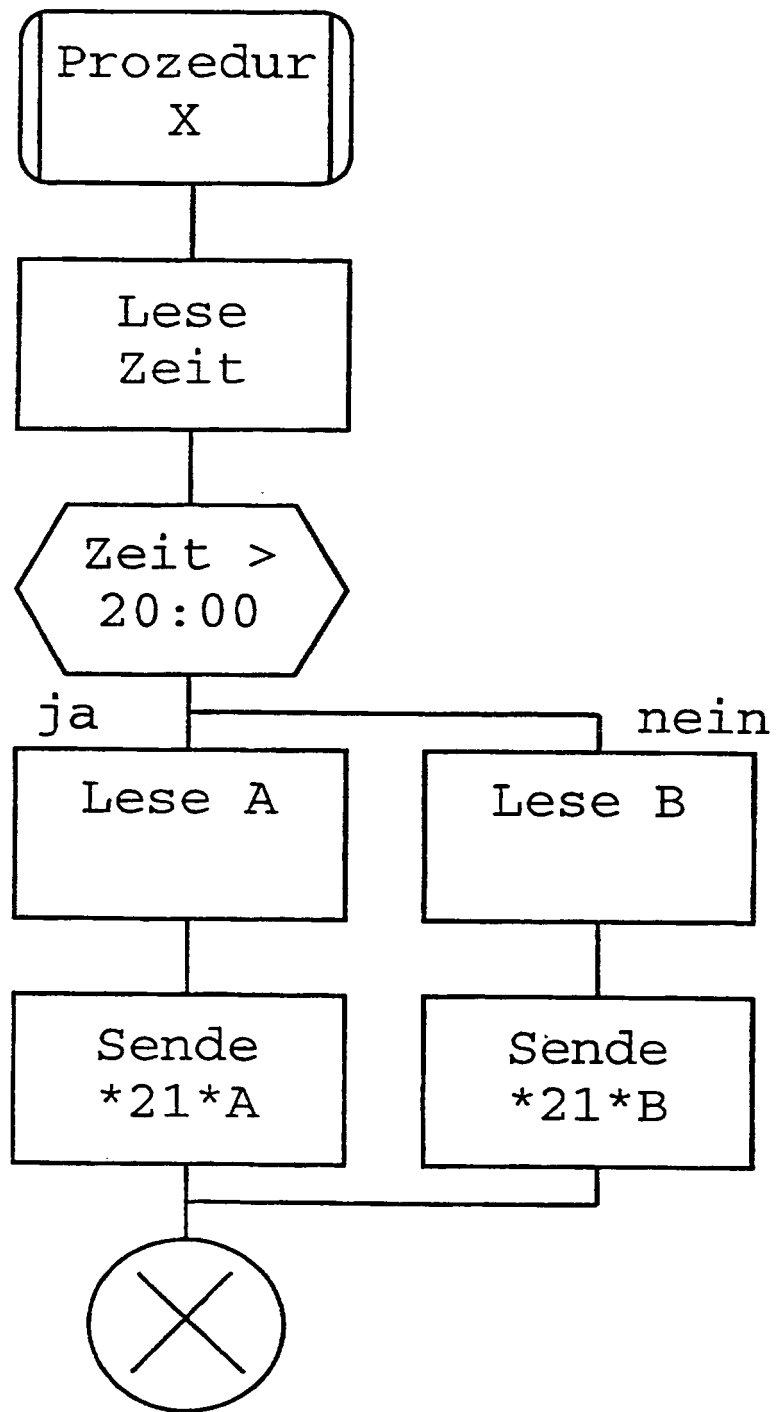 Prozedur
X
Lese
Zeit
Zeit >
20:00
ja
nein
Lese A
Lese B
Sende
*21*A
Sende
*21*B